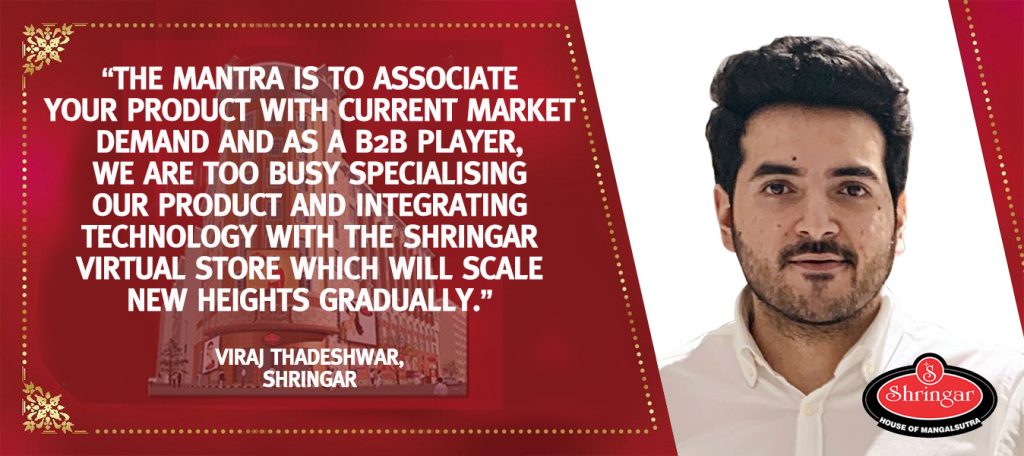 “THE MANTRA IS TO ASSOCIATE
YOUR PRODUCT WITH CURRENT MARKET
DEMAND AND AS A B2B PLAYER,
WE ARE TOO BUSY SPECIALISING
OUR PRODUCT AND INTEGRATING
TECHNOLOGY WITH THE SHRINGAR
VIRTUAL STORE WHICH WILL SCALE
NEW HEIGHTS GRADUALLY.”
VIRAJ THADESHWAR,
SHRINGAR
S
Shringar
HOUSE OF MANGALSUTRA